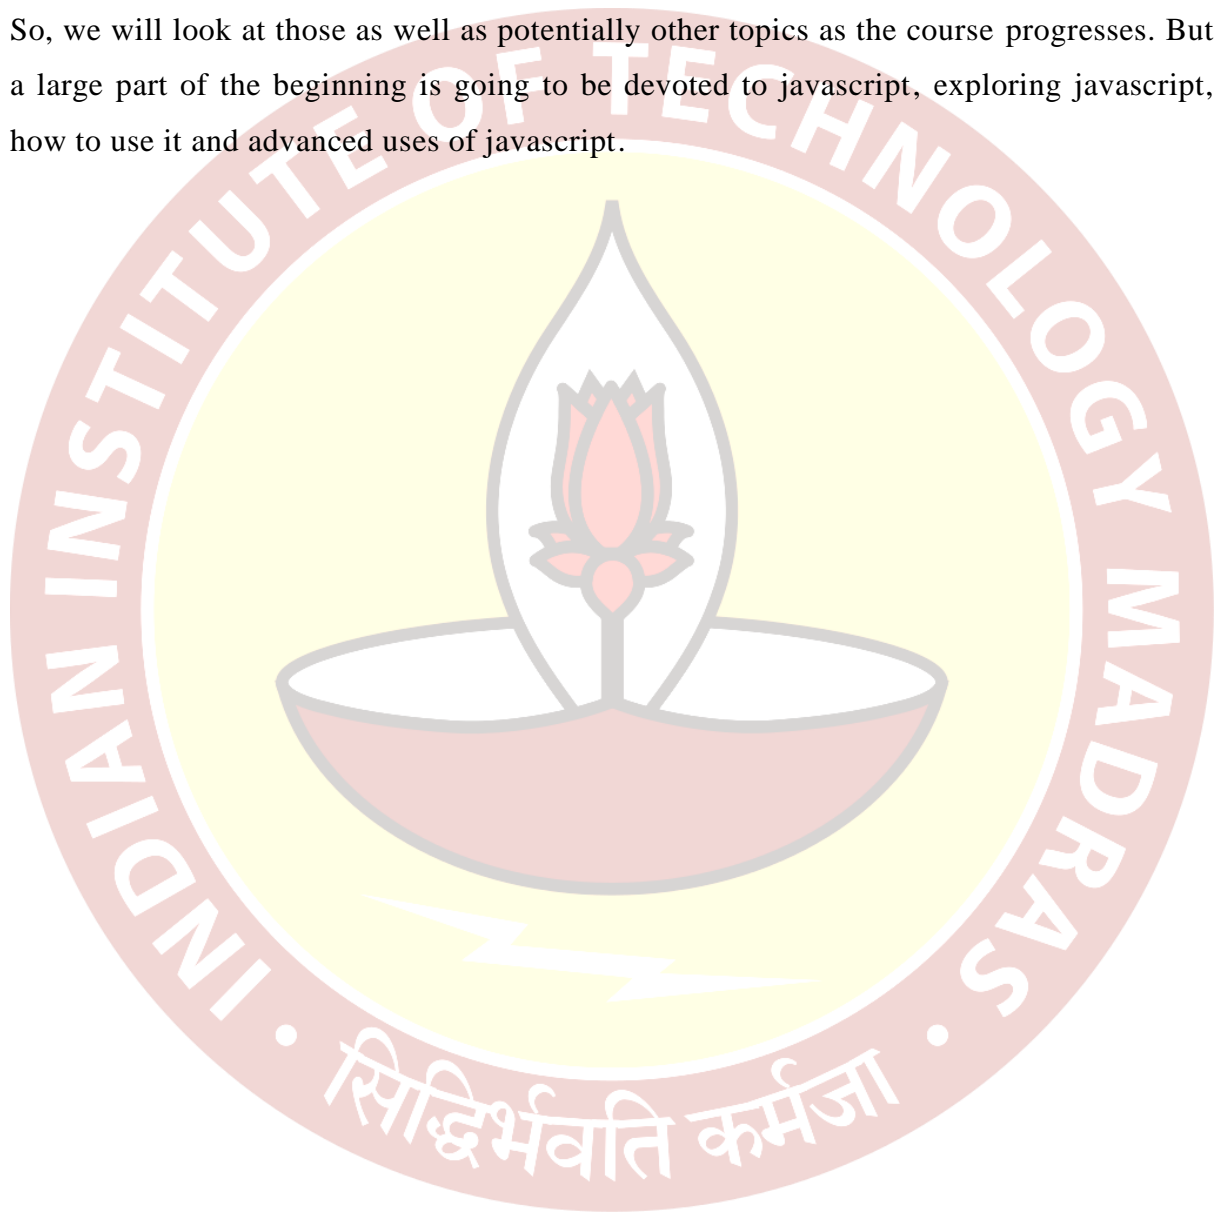 So, we will look at those as well as potentially other topics as the course progresses. But
a large part of the beginning is going to be devoted to javascript, exploring javascript,
how to use it and advanced uses of javascript.
INDIAN INSTITUTE OF TECHNOLOGY MADRAS
सिद्धिर्भवति कर्मजा